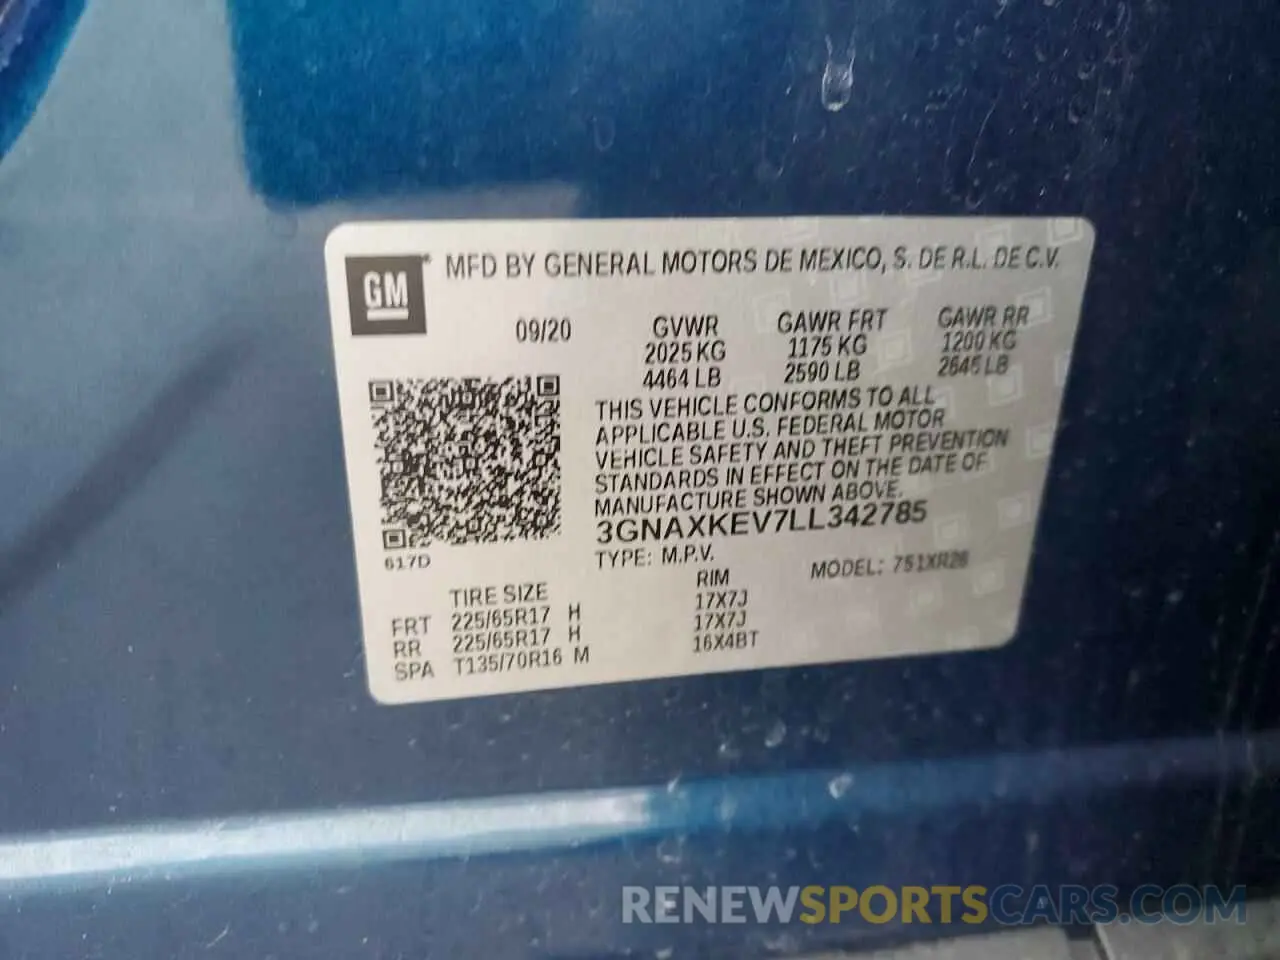 GM® MFD BY GENERAL MOTORS DE MEXICO, S. DE R.L. DE C.V.
09/20 GVWR GAWR FRT GAWR RR
2025 KG 1175 KG 1200 KG
4464 LB 2590 LB 2645 LB
THIS VEHICLE CONFORMS TO ALL
APPLICABLE U.S. FEDERAL MOTOR
VEHICLE SAFETY AND THEFT PREVENTION
STANDARDS IN EFFECT ON THE DATE OF
MANUFACTURE SHOWN ABOVE.
3GNAXKEV7LL342785
617D
TYPE: M.P.V. MODEL: 751XR26
TIRE SIZE RIM
FRT 225/65R17 H 17X7J
RR 225/65R17 H 17X7J
SPA T135/70R16 M 16X4BT
RENEWSPORTSCARS.COM